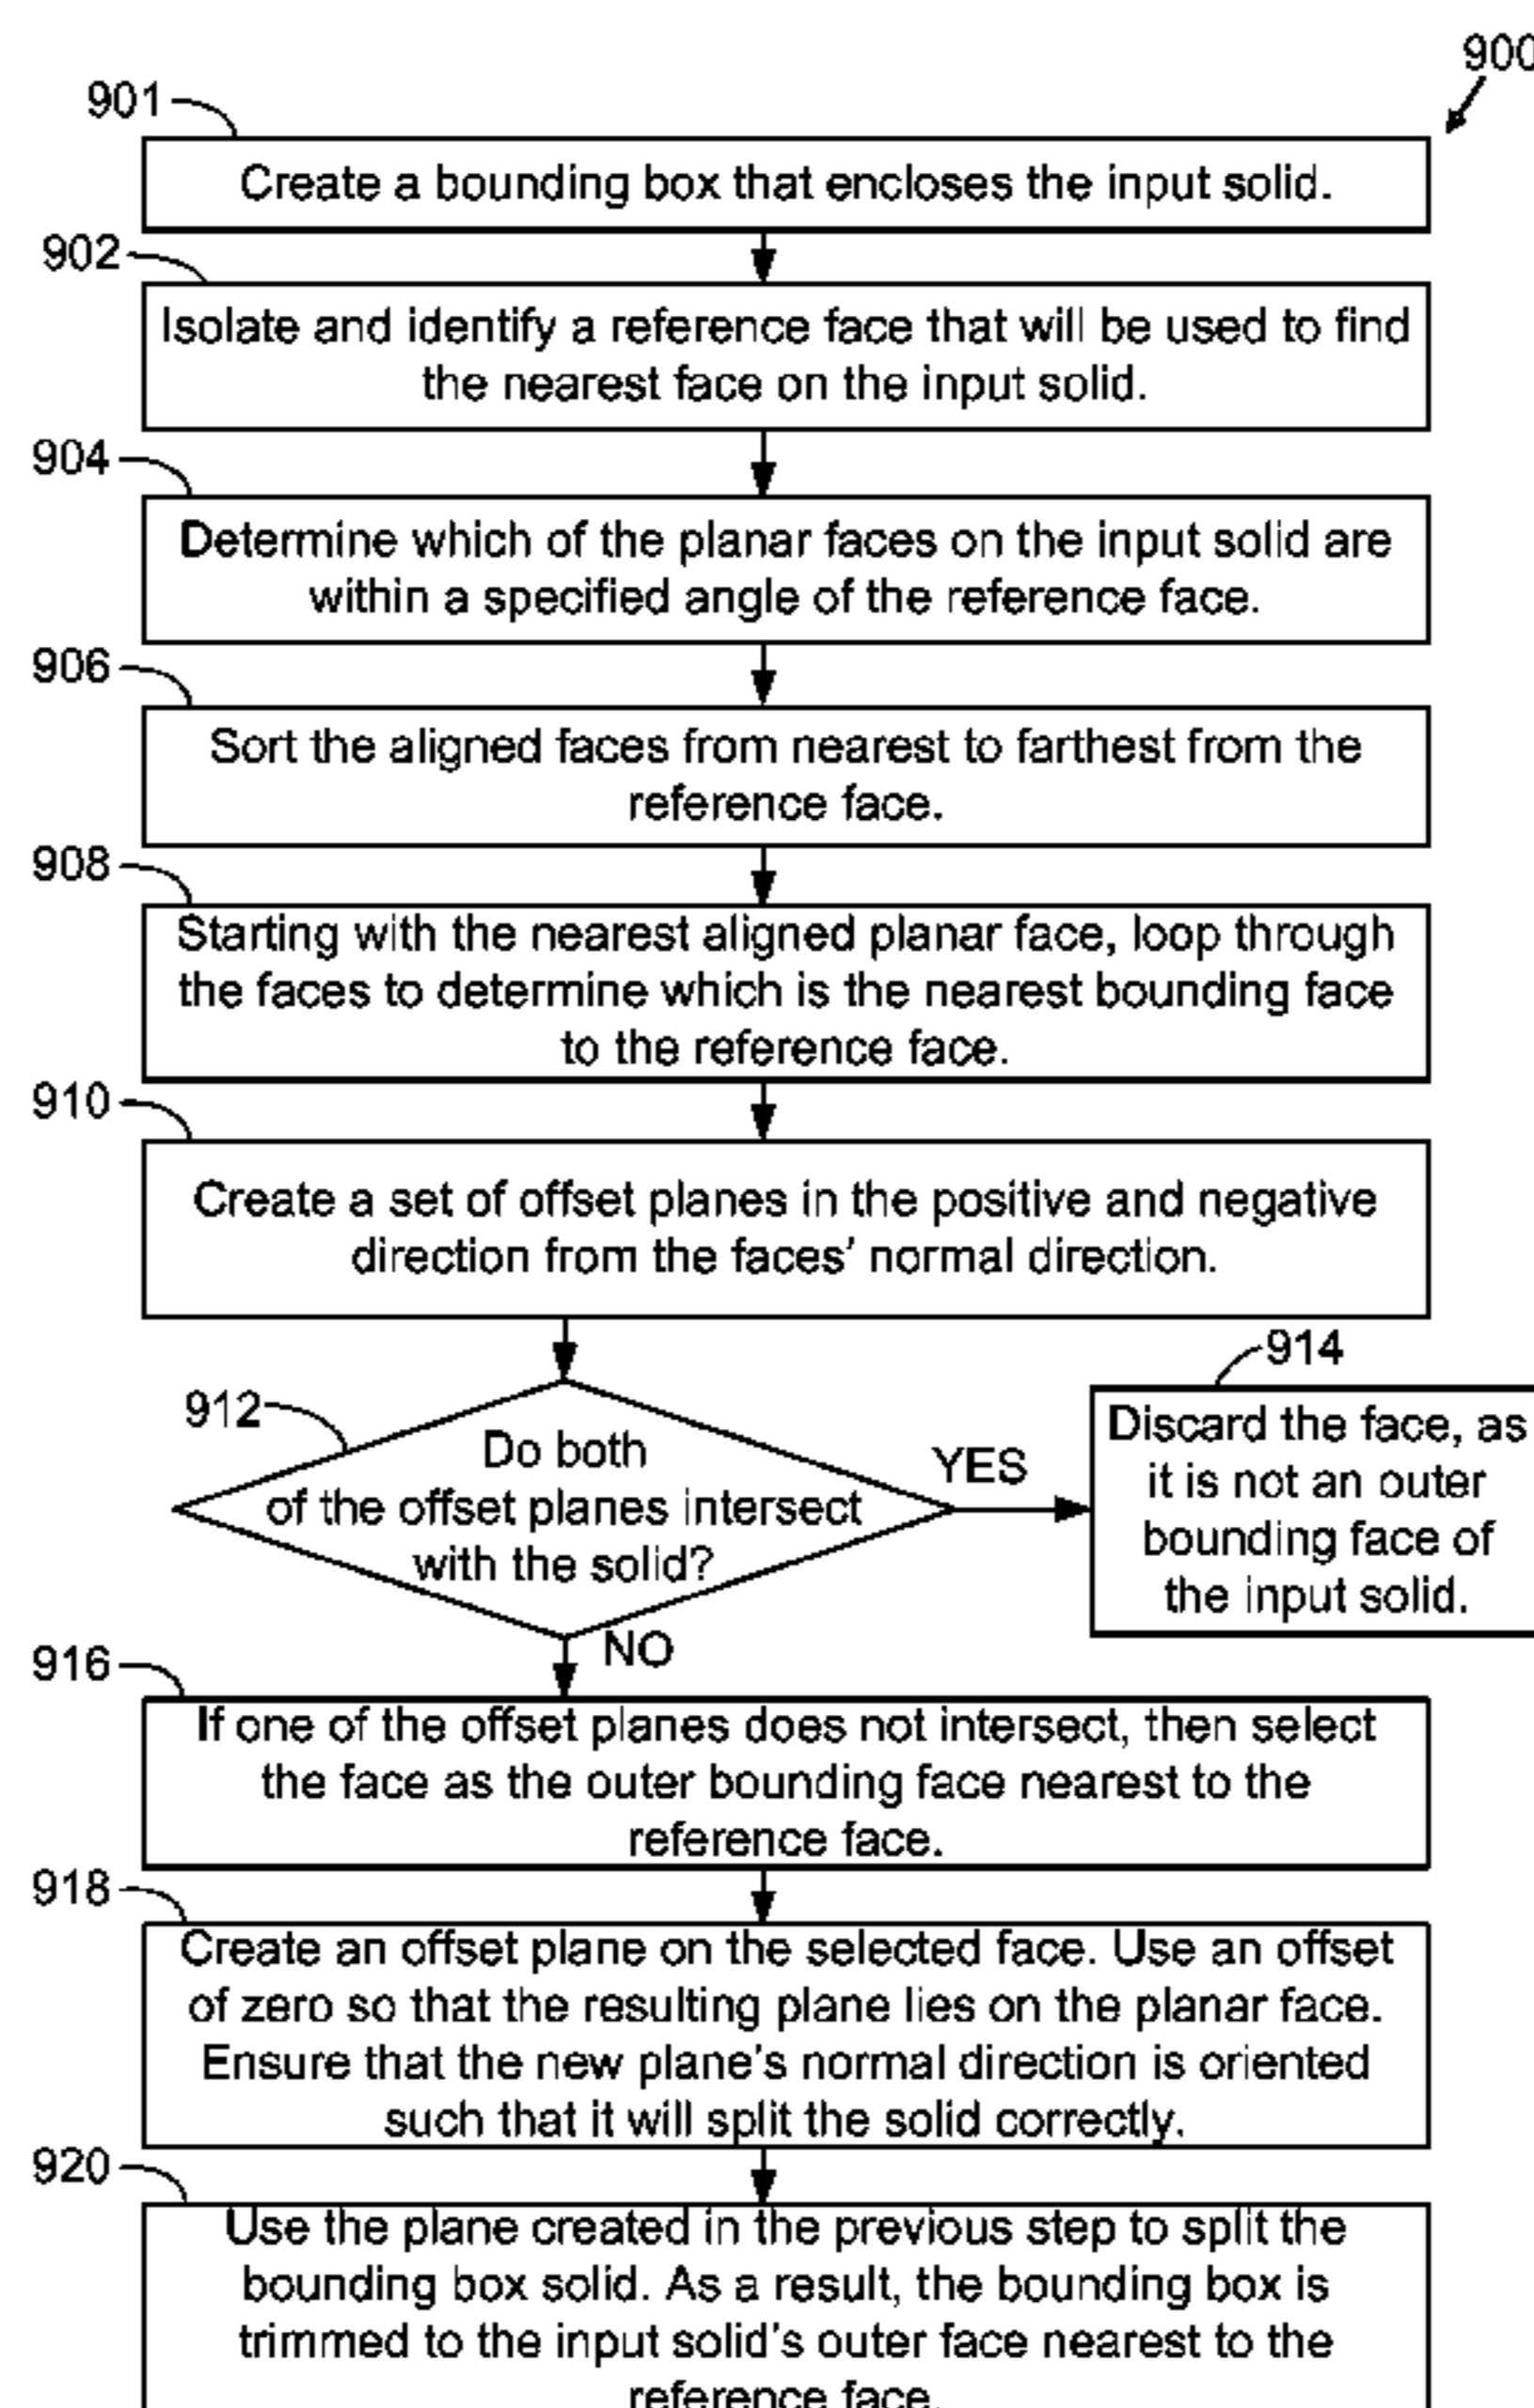 900
901
Create a bounding box that encloses the input solid.
902
Isolate and identify a reference face that will be used to find
the nearest face on the input solid.
904
Determine which of the planar faces on the input solid are
within a specified angle of the reference face.
906
Sort the aligned faces from nearest to farthest from the
reference face.
908
Starting with the nearest aligned planar face, loop through
the faces to determine which is the nearest bounding face
to the reference face.
910
Create a set of offset planes in the positive and negative
direction from the faces' normal direction.
912
Do both
of the offset planes intersect
with the solid?
YES
914
Discard the face, as
it is not an outer
bounding face of
the input solid.
NO
916
If one of the offset planes does not intersect, then select
the face as the outer bounding face nearest to the
reference face.
918
Create an offset plane on the selected face. Use an offset
of zero so that the resulting plane lies on the planar face.
Ensure that the new plane's normal direction is oriented
such that it will split the solid correctly.
920
Use the plane created in the previous step to split the
bounding box solid. As a result, the bounding box is
trimmed to the input solid's outer face nearest to the
reference face.